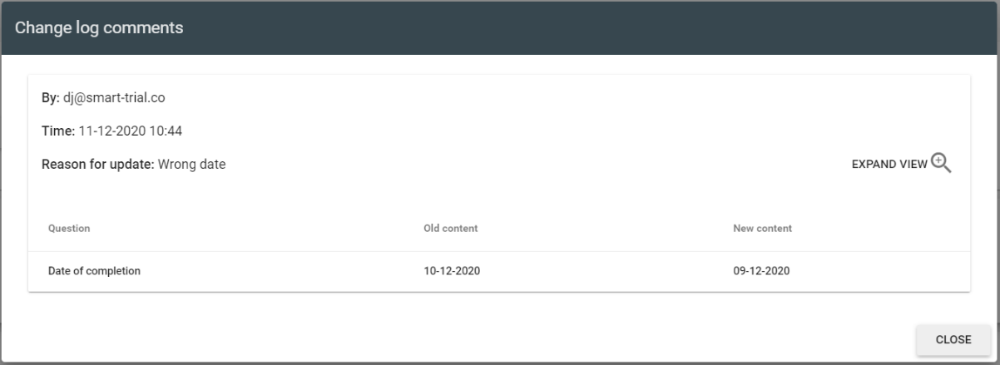 Change log comments
By: dj@smart-trial.co
Time: 11-12-2020 10:44
Reason for update: Wrong date
EXPAND VIEW
Question Old content New content
Date of completion 10-12-2020 09-12-2020
CLOSE